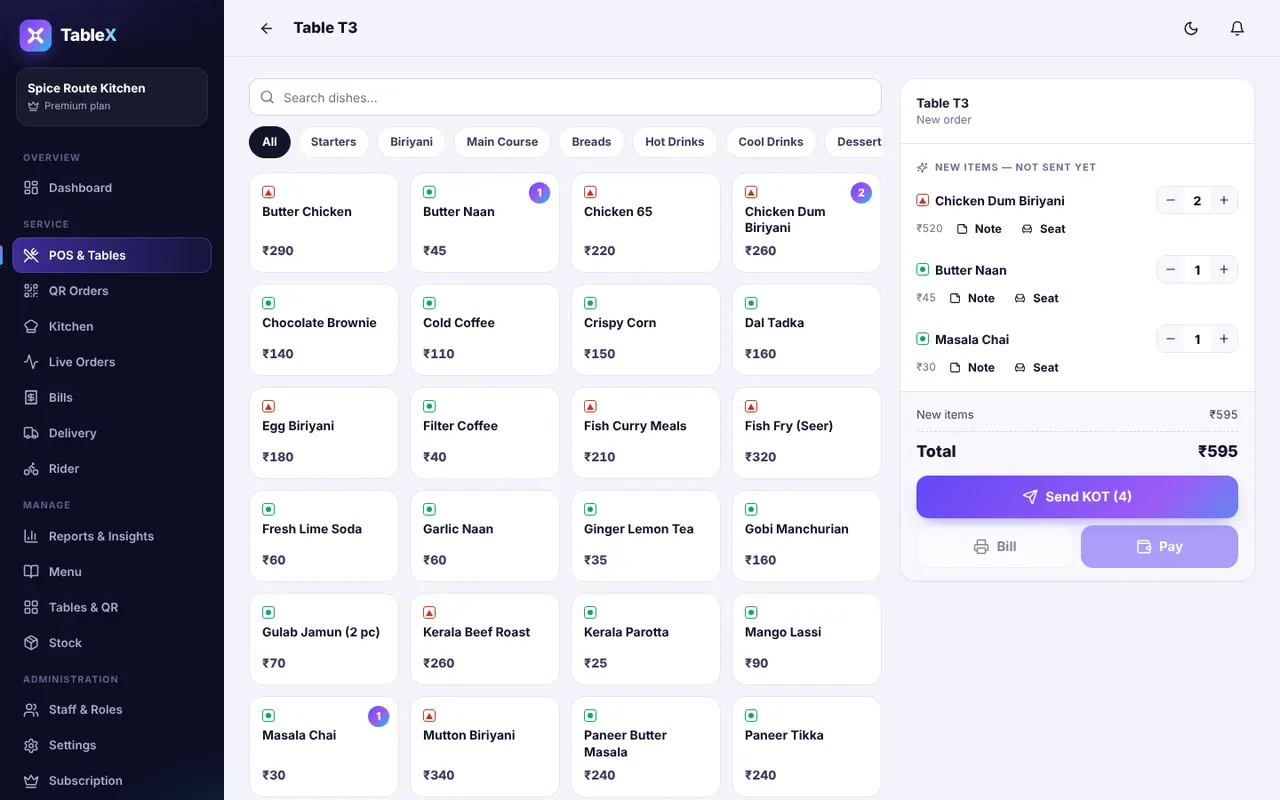 TableX
Spice Route Kitchen
Premium plan
OVERVIEW
Dashboard
SERVICE
POS & Tables
QR Orders
Kitchen
Live Orders
Bills
Delivery
Rider
MANAGE
Reports & Insights
Menu
Tables & QR
Stock
ADMINISTRATION
Staff & Roles
Settings
Subscription
Table T3
Search dishes...
All Starters Biriyani Main Course Breads Hot Drinks Cool Drinks Dessert
Butter Chicken
₹290
1
Butter Naan
₹45
Chicken 65
₹220
2
Chicken Dum
Biriyani
₹260
Chocolate Brownie
₹140
Cold Coffee
₹110
Crispy Corn
₹150
Dal Tadka
₹160
Egg Biriyani
₹180
Filter Coffee
₹40
Fish Curry Meals
₹210
Fish Fry (Seer)
₹320
Fresh Lime Soda
₹60
Garlic Naan
₹60
Ginger Lemon Tea
₹35
Gobi Manchurian
₹160
Gulab Jamun (2 pc)
₹70
Kerala Beef Roast
₹260
Kerala Parotta
₹25
Mango Lassi
₹90
1
Masala Chai
₹30
Mutton Biriyani
₹340
Paneer Butter
Masala
₹240
Paneer Tikka
₹240
Table T3
New order
NEW ITEMS — NOT SENT YET
Chicken Dum Biriyani − 2 +
₹520 Note Seat
Butter Naan − 1 +
₹45 Note Seat
Masala Chai − 1 +
₹30 Note Seat
New items ₹595
Total ₹595
Send KOT (4)
Bill Pay